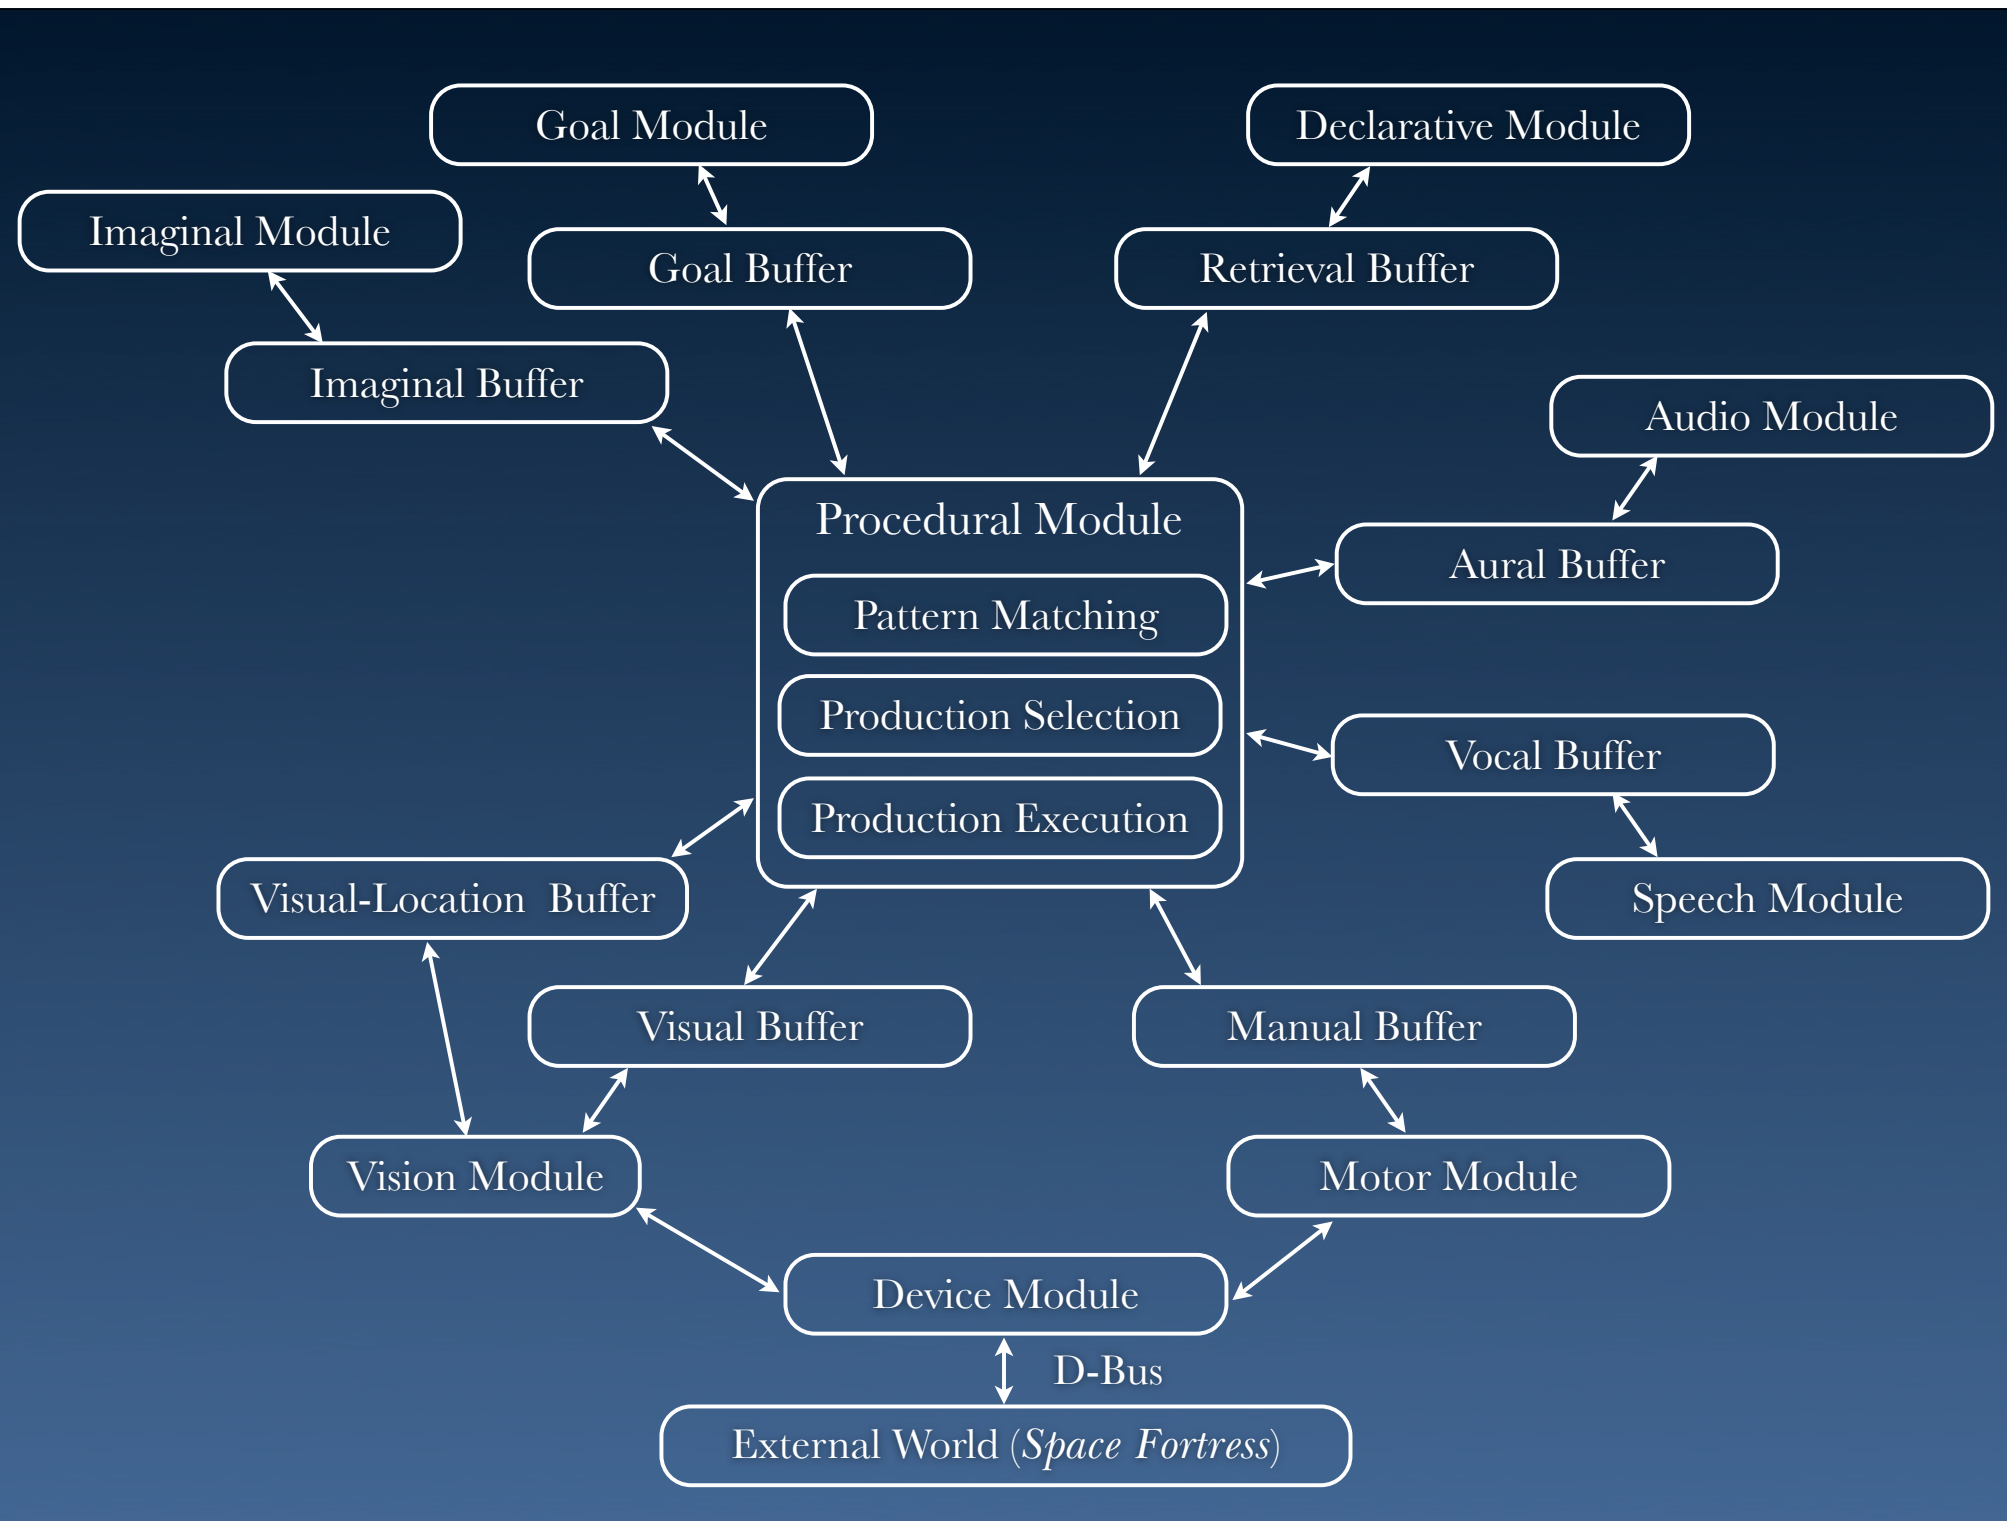 Goal Module
Declarative Module
Imaginal Module
Goal Buffer
Retrieval Buffer
Imaginal Buffer
Audio Module
Procedural Module
Aural Buffer
Pattern Matching
Production Selection
Vocal Buffer
Production Execution
Visual-Location Buffer
Speech Module
Visual Buffer
Manual Buffer
Vision Module
Motor Module
Device Module
D-Bus
External World (Space Fortress)